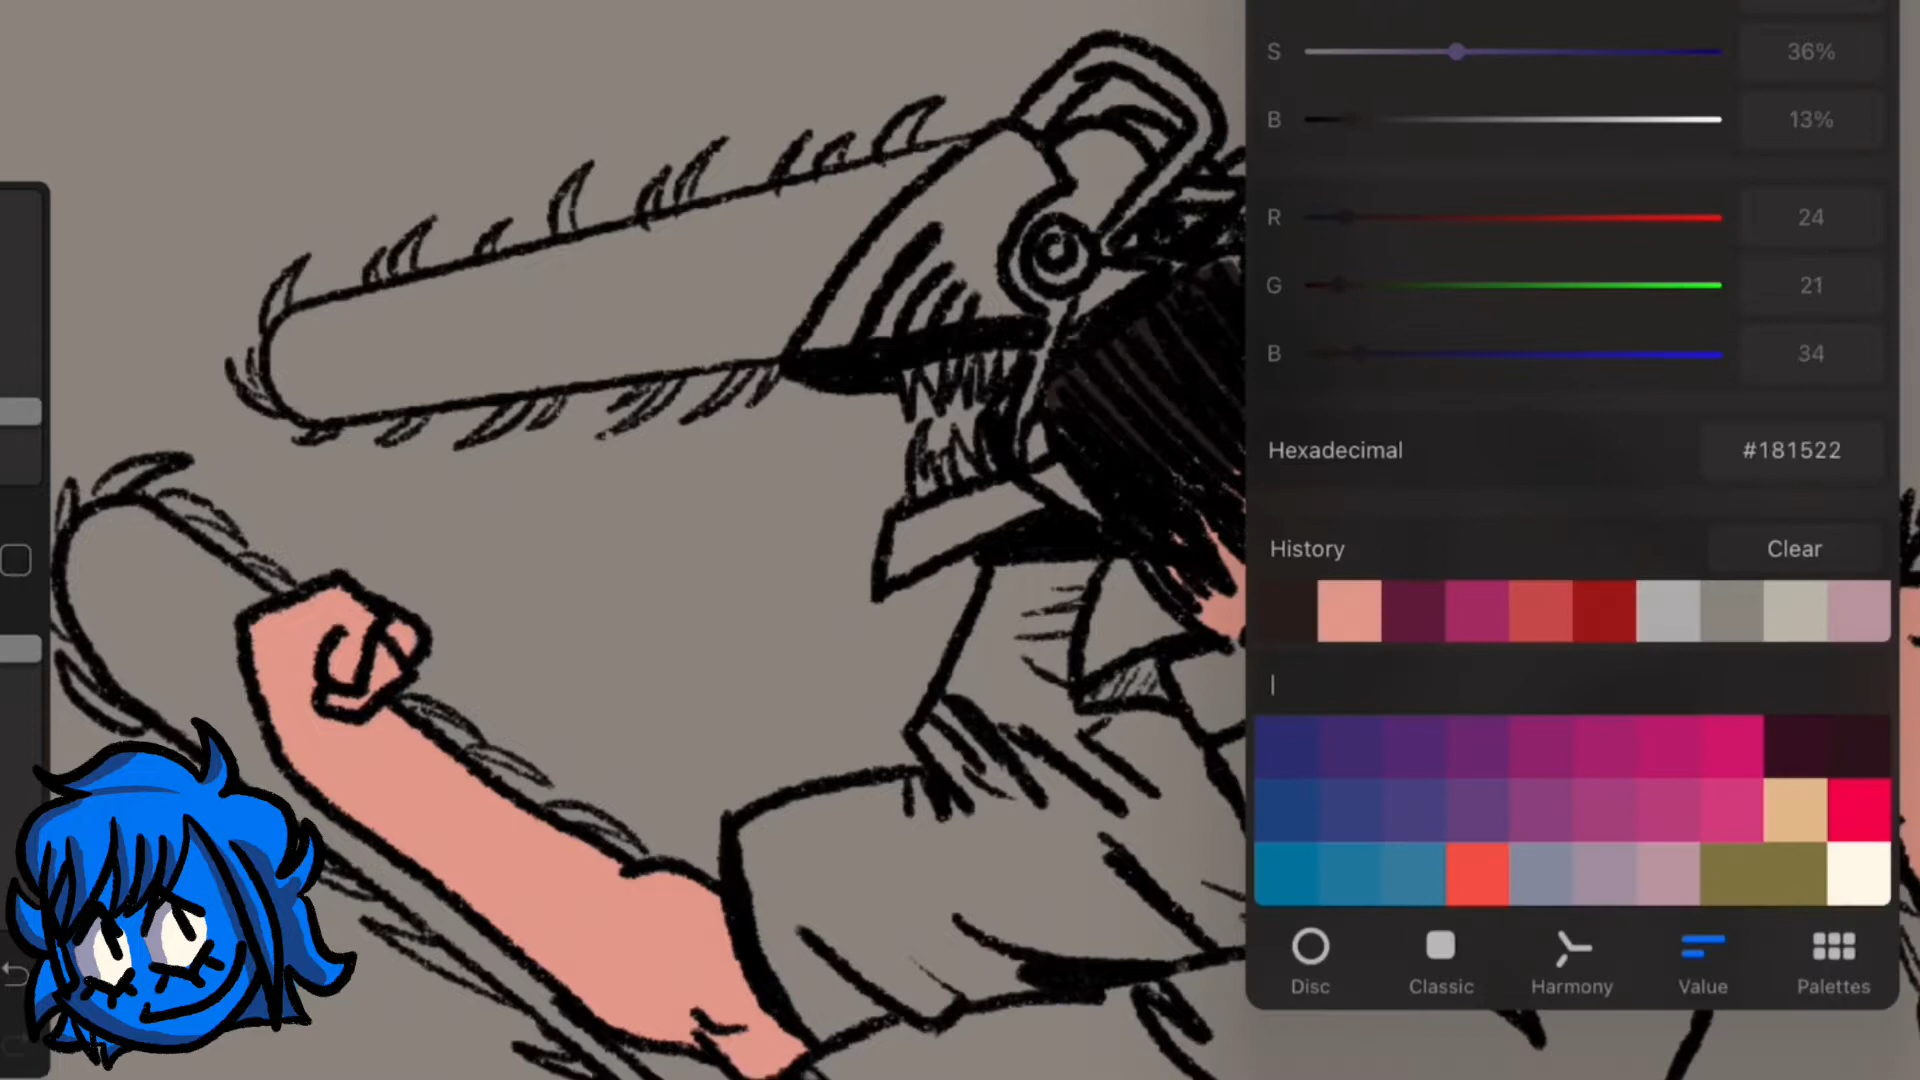 S 36%
B 13%
R 24
G 21
B 34
Hexadecimal #181522
History Clear
Disc Classic Harmony Value Palettes